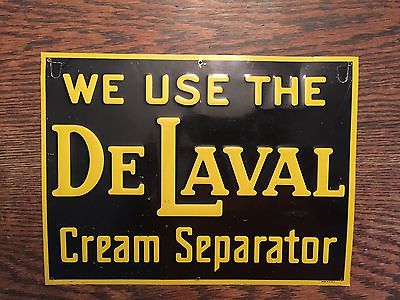 WE USE THE
DE LAVAL
Cream Separator